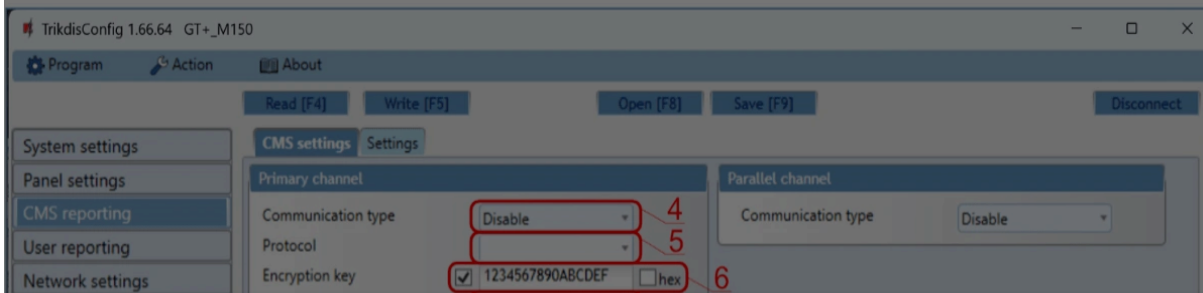 TrikdisConfig 1.66.64 GT+_M150
Program Action About
Read [F4] Write [F5] Open [F8] Save [F9] Disconnect
System settings
Panel settings
CMS reporting
User reporting
Network settings
CMS settings Settings
Primary channel
Communication type Disable 4
Protocol 5
Encryption key 1234567890ABCDEF hex 6
Parallel channel
Communication type Disable